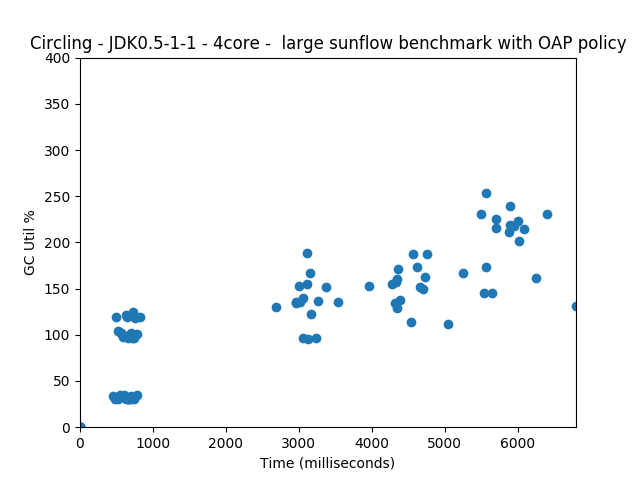 Circling - JDK0.5-1-1 - 4core -  large sunflow benchmark with OAP policy
400
350
300
250
200
150
100
50
0
GC Util %
0 1000 2000 3000 4000 5000 6000
Time (milliseconds)